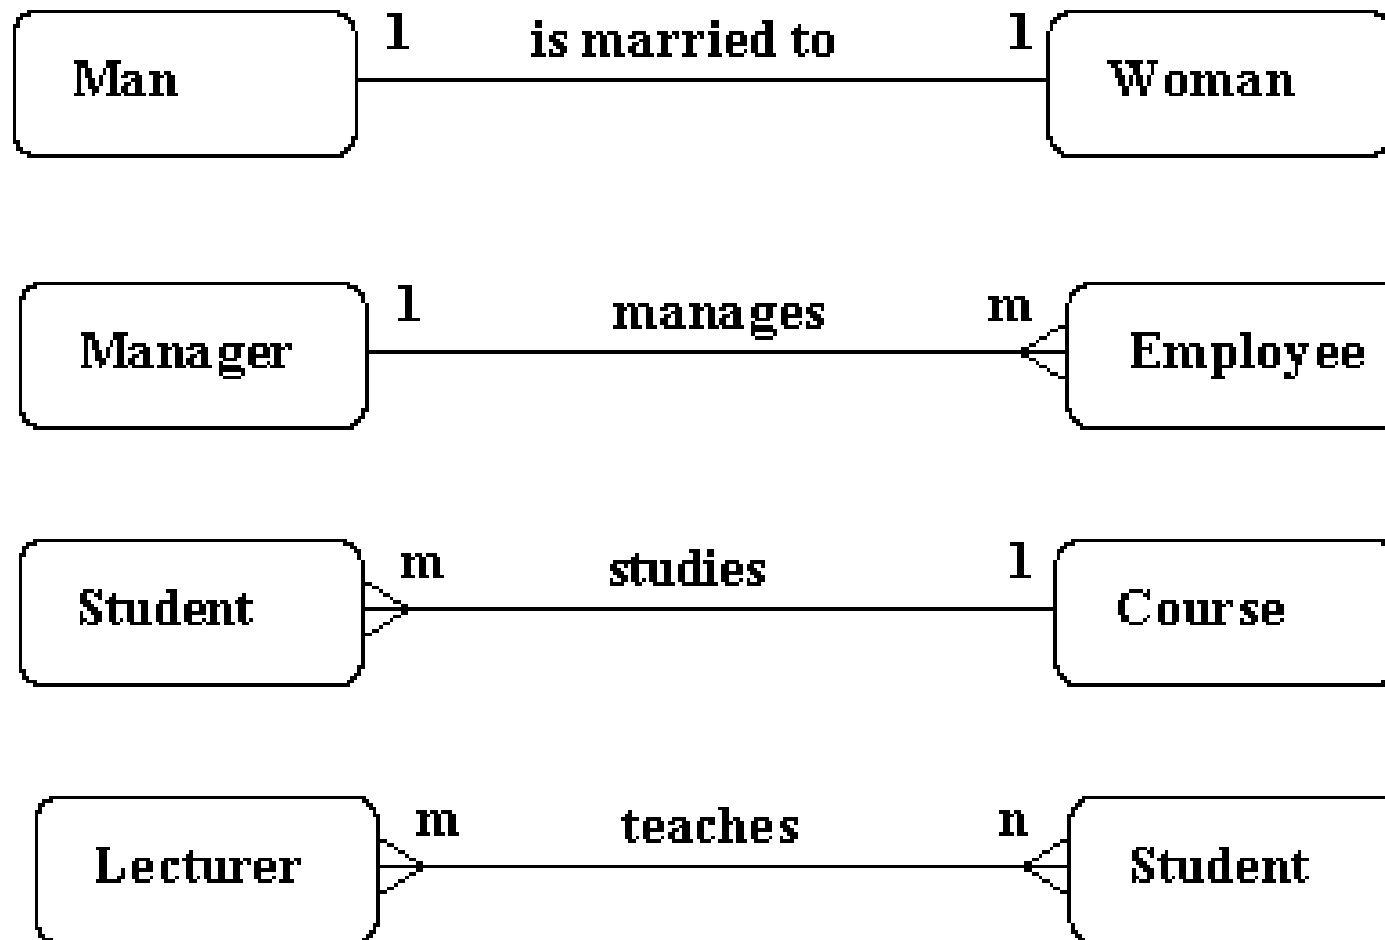 Man 1 is married to 1 Woman
Manager 1 manages m Employee
Student m studies 1 Course
Lecturer m teaches n Student